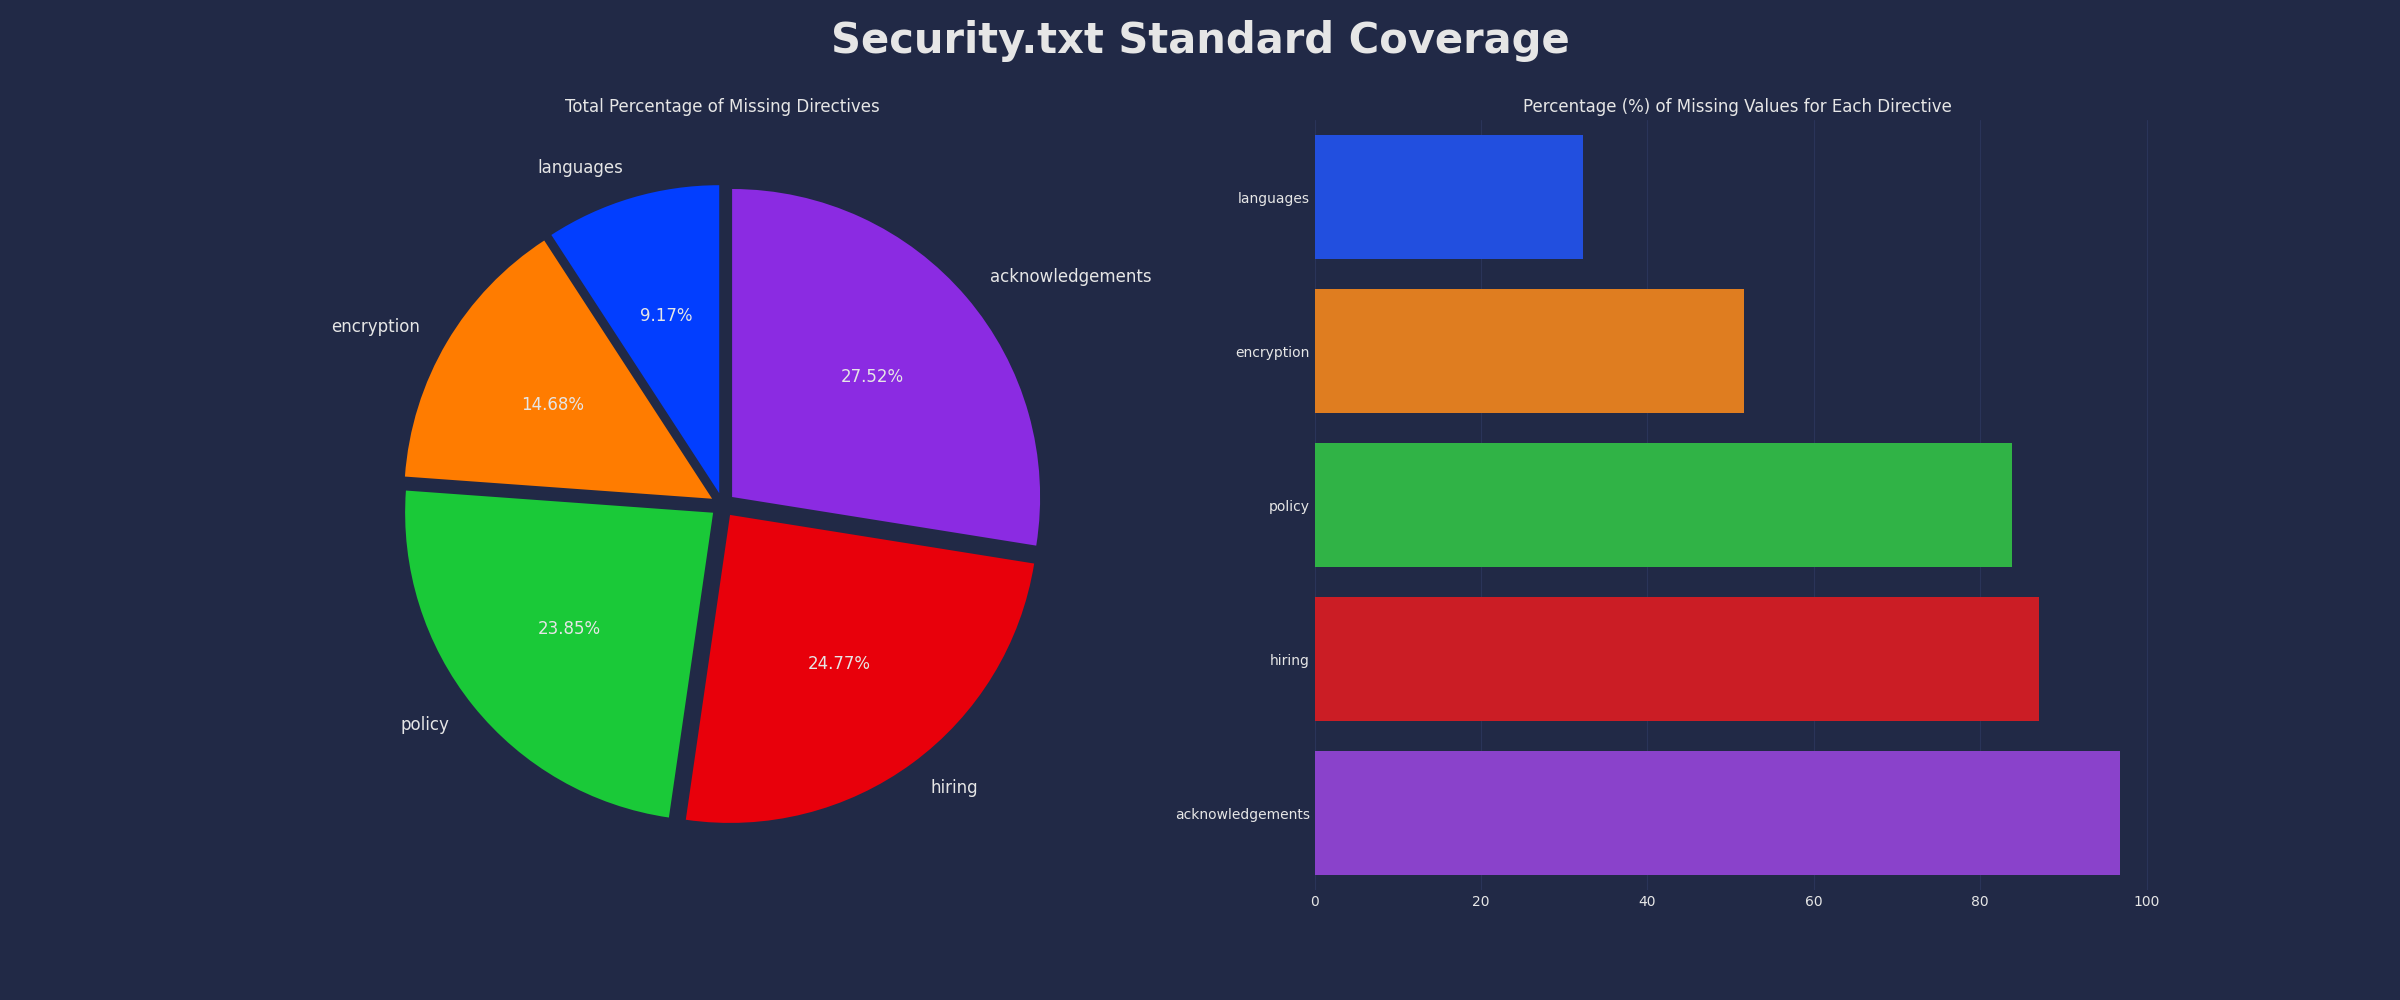 Security.txt Standard Coverage
Total Percentage of Missing Directives
languages
encryption
policy
hiring
acknowledgements
9.17%
14.68%
23.85%
24.77%
27.52%
Percentage (%) of Missing Values for Each Directive
languages
encryption
policy
hiring
acknowledgements
0 20 40 60 80 100